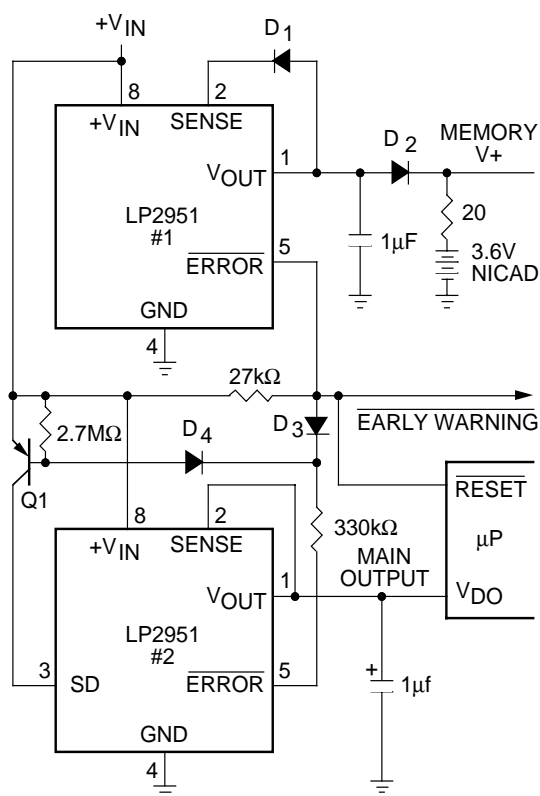 +VIN
D1
8
2
+VIN
SENSE
D2
MEMORY
V+
VOUT
1
LP2951
#1
20
1µF
3.6V
NICAD
5
ERROR
GND
4
27kΩ
EARLY WARNING
D3
2.7MΩ
D4
Q1
RESET
8
2
330kΩ
µP
+VIN
SENSE
MAIN
OUTPUT
1
VOUT
VDO
LP2951
#2
3
SD
5
ERROR
+
1µf
GND
4